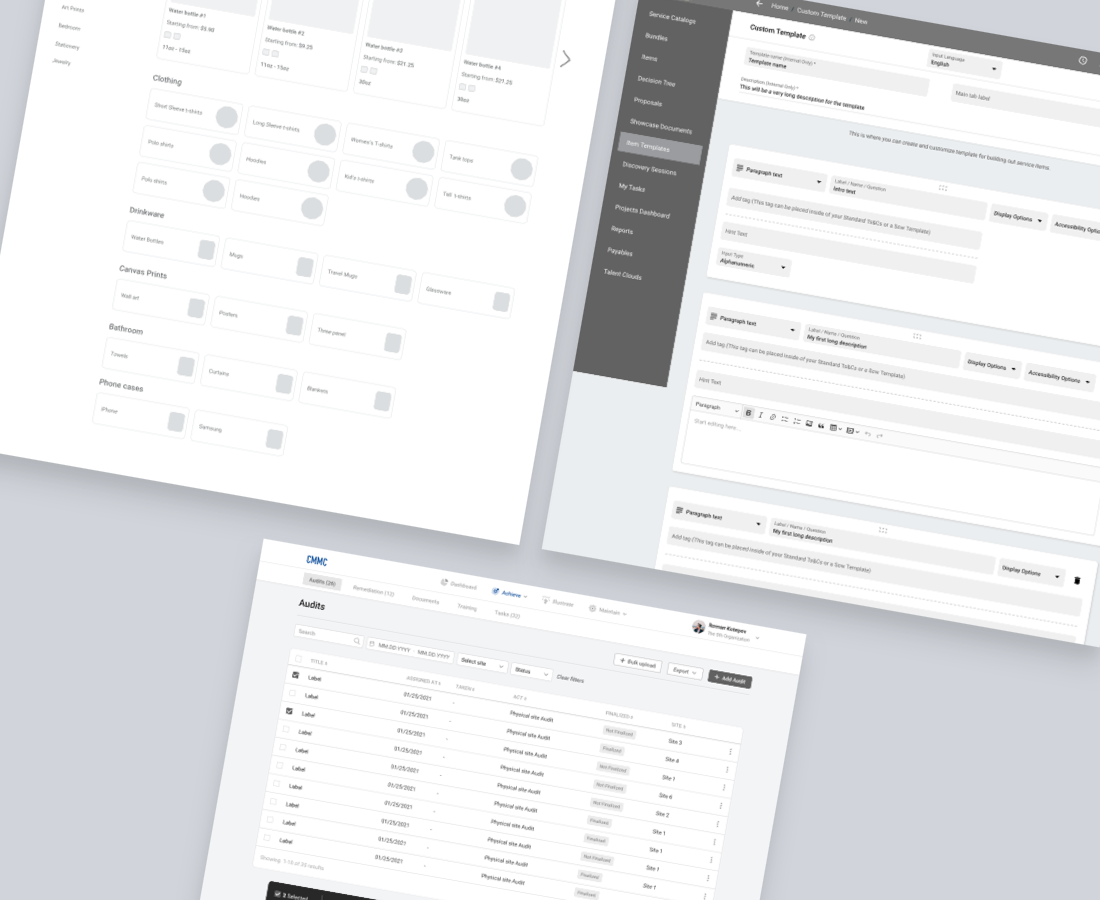 Art Prints
Bedroom
Stationery
Jewelry
Water bottle #1
Starting from: $5.60
11oz - 15oz
Water bottle #3
Starting from: $9.25
11oz - 15oz
Water bottle #2
Starting from: $21.25
30oz
Water bottle #4
Starting from: $21.25
30oz
Clothing
Short Sleeve t-shirts
Long Sleeve t-shirts
Women's T-shirts
Tank tops
Polo shirts
Hoodies
Kid's t-shirts
Tall t-shirts
Polo shirts
Hoodies
Drinkware
Water Bottles
Mugs
Travel Mugs
Glassware
Canvas Prints
Wall art
Posters
Three panel
Bathroom
Towels
Curtains
Blankets
Phone cases
iPhone
Samsung
Service Catalogs
Bundles
Items
Decision Tree
Proposals
Showcase Documents
Item Templates
Discovery Sessions
My Tasks
Projects Dashboard
Reports
Payables
Talent Clouds
Home / Custom Template / New
Custom Template
Template name (Internal Only) *
Template name
Input Language
English
Main tab label
Description (Internal Only) *
This will be a very long description for the template
This is where you can create and customize template for building out service items
Paragraph text
Label / Name / Question
Intro text
Display Options
Accessibility Optio
Add tag (This tag can be placed inside of your Standard Ts&Cs or a Sow Template)
Hint Text
Input Type
Alphanumeric
Paragraph text
Label / Name / Question
My first long description
Display Options
Accessibility Options
Add tag (This tag can be placed inside of your Standard Ts&Cs or a Sow Template)
Hint Text
Paragraph
B I
Start editing here...
Paragraph text
Label / Name / Question
My first long description
Display Options
Add tag (This tag can be placed inside of your Standard Ts&Cs or a Sow Template)
CMMC
Dashboard
Achieve
Illustrate
Maintain
Roman Kutepov
The 5th Organization
Audits (28)
Remediation (12)
Documents
Training
Tasks (32)
Audits
Search
MM.DD.YYYY - MM.DD.YYYY
Select site
Status
Clear filters
Bulk upload
Export
Add Audit
TITLE
ASSIGNED AT
ACT
FINALIZED
SITE
Label 01/25/2021 - Physical site Audit Not Finalized Site 3
Label 01/25/2021 - Physical site Audit Finalized Site 4
Label 01/25/2021 - Physical site Audit Not Finalized Site 1
Label 01/25/2021 - Physical site Audit Not Finalized Site 6
Label 01/25/2021 - Physical site Audit Not Finalized Site 2
Label 01/25/2021 - Physical site Audit Finalized Site 1
Label 01/25/2021 - Physical site Audit Finalized Site 1
Label 01/25/2021 - Physical site Audit Not Finalized Site 1
Label 01/25/2021 - Physical site Audit Finalized Site 1
Label 01/25/2021 - Physical site Audit Finalized
Showing: 1-10 of 30 results
Selected